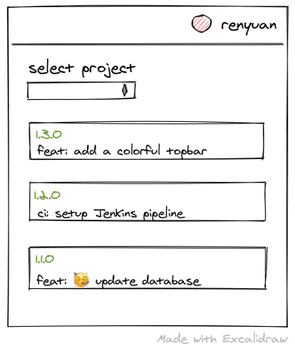 renyuan
select project
1.3.0
feat: add a colorful topbar
1.2.0
ci: setup Jenkins pipeline
1.1.0
feat: 🥳 update database
Made with Excalidraw